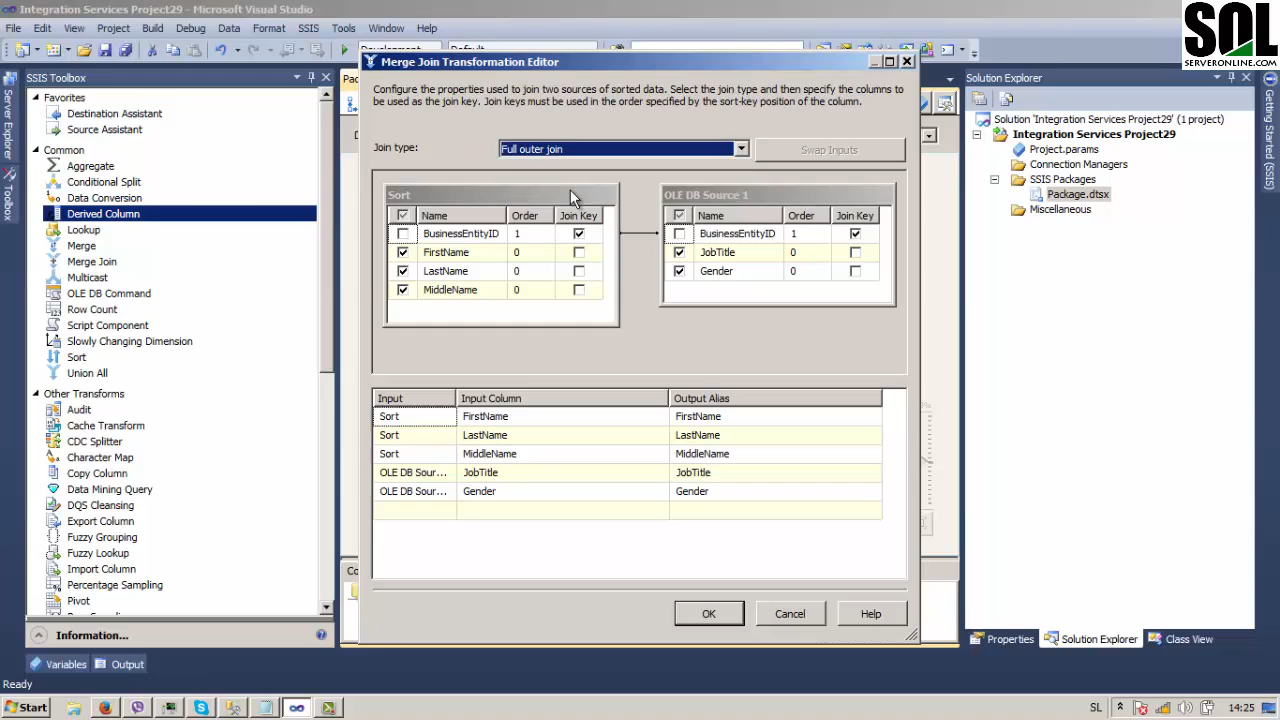 Integration Services Project29 - Microsoft Visual Studio
SQL
SERVERONLINE.COM
File Edit View Project Build Debug Data Format SSIS Tools Window Help
Merge Join Transformation Editor
SSIS Toolbox
Solution Explorer
Configure the properties used to join two sources of sorted data. Select the join type and then specify the columns to
be used as the join key. Join keys must be used in the order specified by the sort-key position of the column.
Join type: Full outer join Swap Inputs
Sort
Name Order Join Key
BusinessEntityID 1
FirstName 0
LastName 0
MiddleName 0
OLE DB Source 1
Name Order Join Key
BusinessEntityID 1
JobTitle 0
Gender 0
Input Input Column Output Alias
Sort FirstName FirstName
Sort LastName LastName
Sort MiddleName MiddleName
OLE DB Sour... JobTitle JobTitle
OLE DB Sour... Gender Gender
OK Cancel Help
Server Explorer
Toolbox
Favorites
Destination Assistant
Source Assistant
Common
Aggregate
Conditional Split
Data Conversion
Derived Column
Lookup
Merge
Merge Join
Multicast
OLE DB Command
Row Count
Script Component
Slowly Changing Dimension
Sort
Union All
Other Transforms
Audit
Cache Transform
CDC Splitter
Character Map
Copy Column
Data Mining Query
DQS Cleansing
Export Column
Fuzzy Grouping
Fuzzy Lookup
Import Column
Percentage Sampling
Pivot
Information...
Solution 'Integration Services Project29' (1 project)
Integration Services Project29
Project.params
Connection Managers
SSIS Packages
Package.dtsx
Miscellaneous
Getting Started (SSIS)
Properties Solution Explorer Class View
Variables Output
Ready
Start SL 14:25